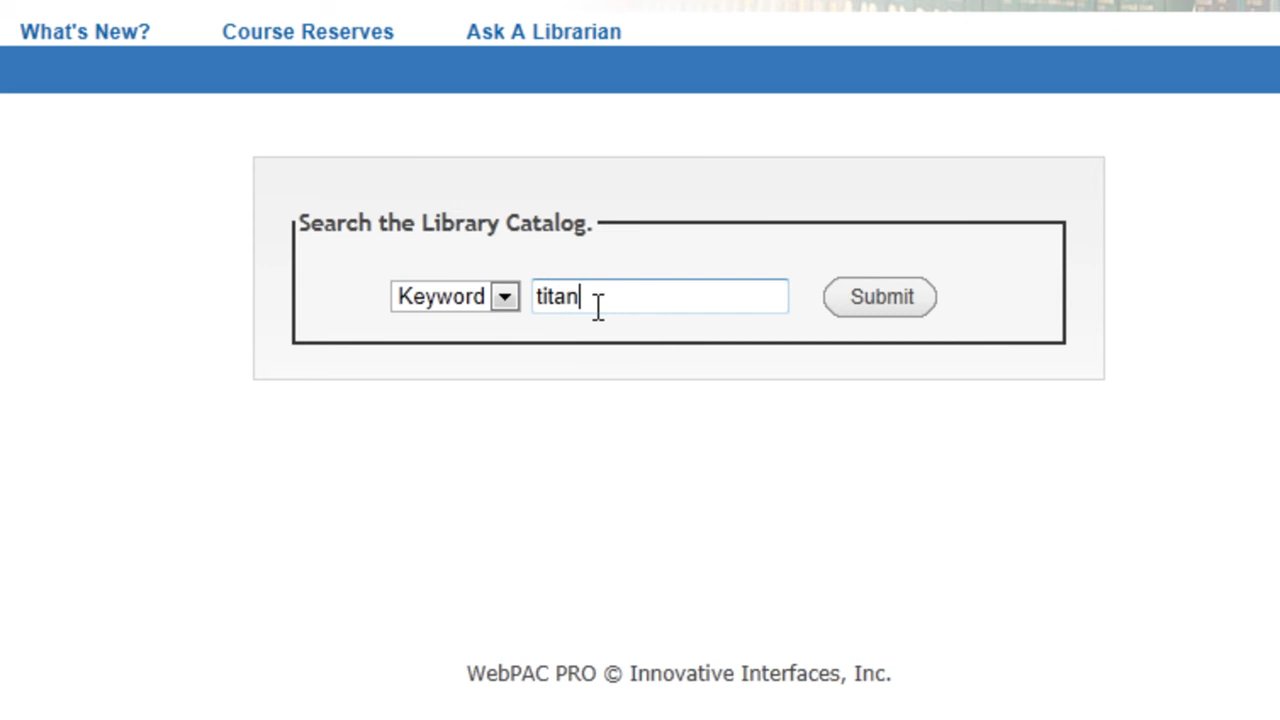 What's New? Course Reserves Ask A Librarian
Search the Library Catalog.
Keyword titan Submit
WebPAC PRO © Innovative Interfaces, Inc.